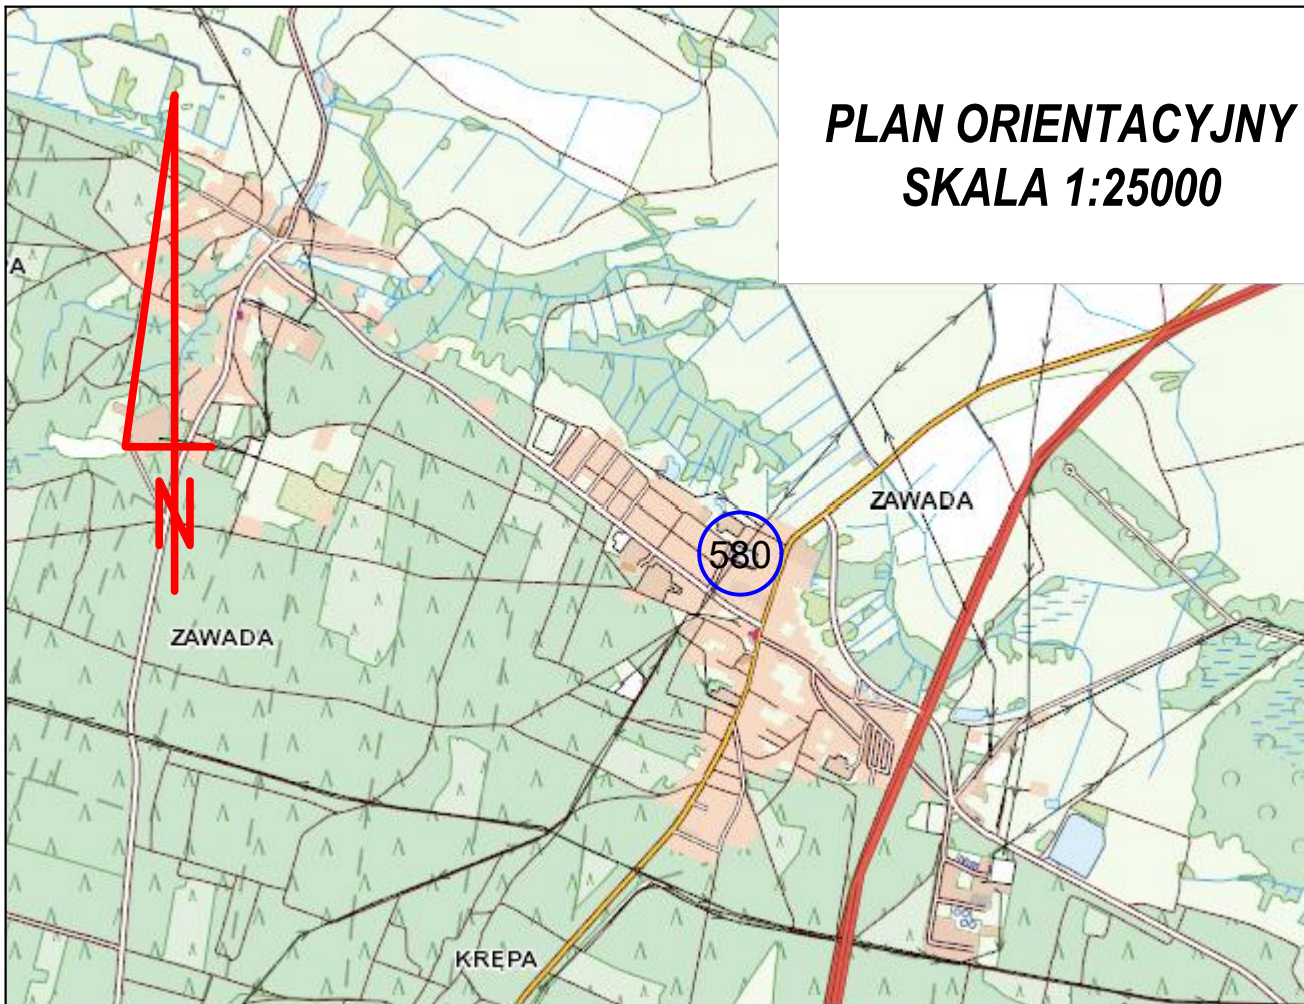 PLAN ORIENTACYJNY
SKALA 1:25000
A
N
ZAWADA
580
ZAWADA
KRĘPA